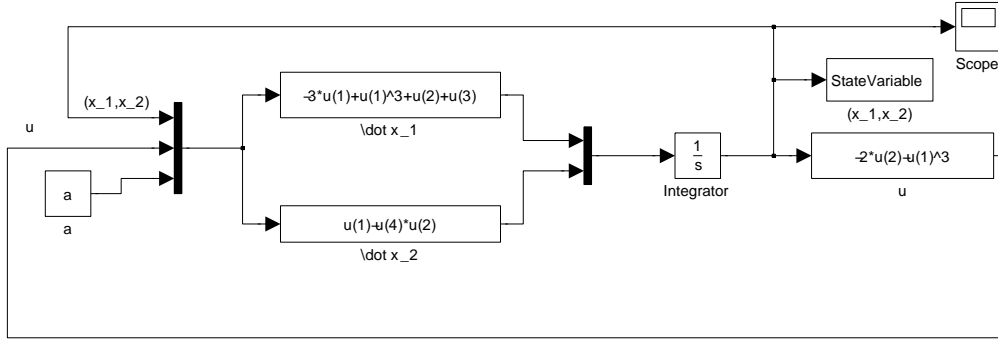 Scope
StateVariable
(x_1,x_2)
(x_1,x_2)
-3*u(1)+u(1)^3+u(2)+u(3)
\dot x_1
u
1
s
Integrator
-2*u(2)-u(1)^3
u
a
a
u(1)-u(4)*u(2)
\dot x_2